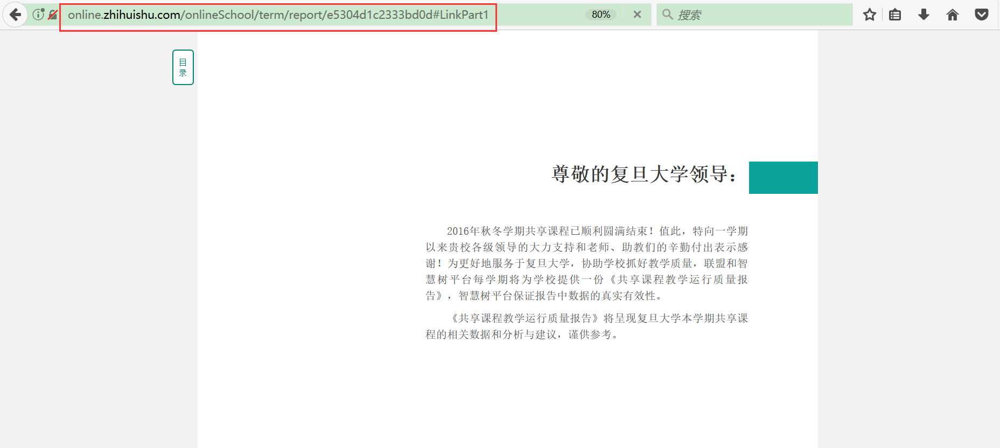 online.zhihuishu.com/onlineSchool/term/report/e5304d1c2333bd0d#LinkPart1
80%
搜索
目
录
尊敬的复旦大学领导：
2016年秋冬学期共享课程已顺利圆满结束！值此，特向一学期
以来贵校各级领导的大力支持和老师、助教们的辛勤付出表示感
谢！为更好地服务于复旦大学，协助学校抓好教学质量，联盟和智
慧树平台每学期将为学校提供一份《共享课程教学运行质量报
告》，智慧树平台保证报告中数据的真实有效性。
《共享课程教学运行质量报告》将呈现复旦大学本学期共享课
程的相关数据和分析与建议，谨供参考。